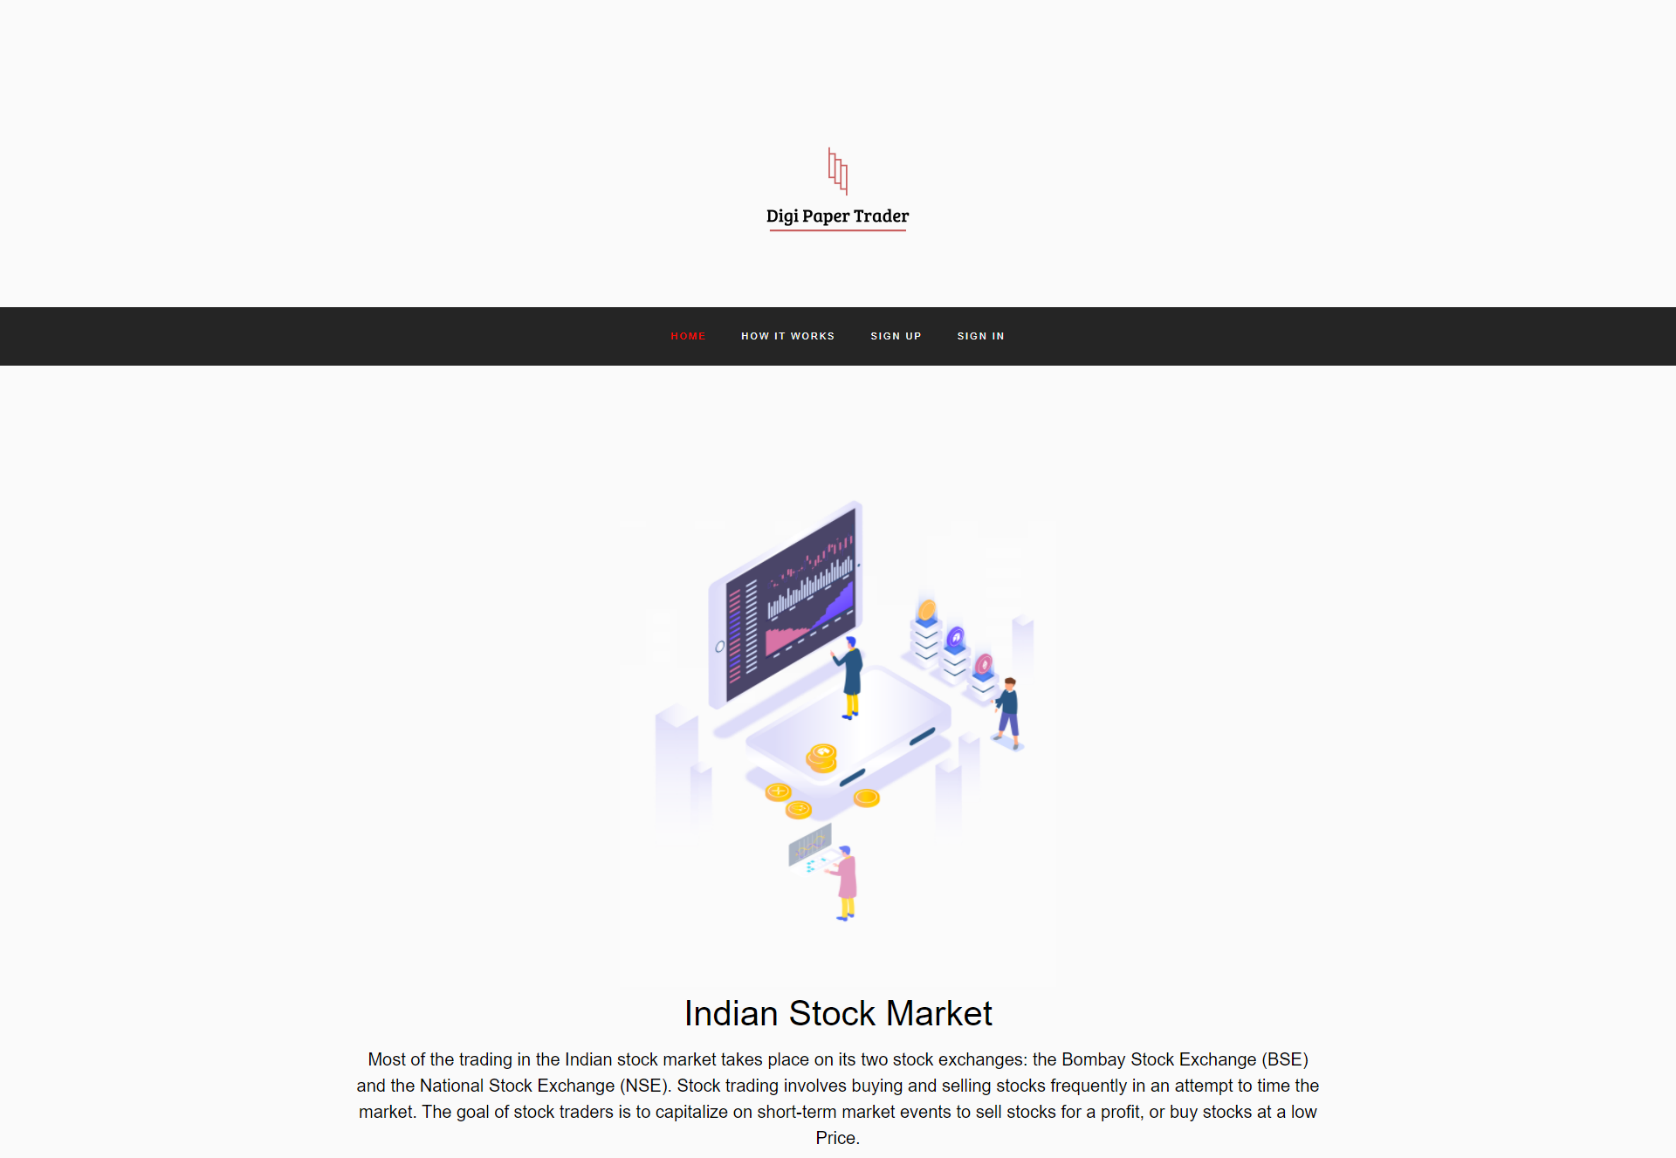 Digi Paper Trader
HOME HOW IT WORKS SIGN UP SIGN IN
Indian Stock Market
Most of the trading in the Indian stock market takes place on its two stock exchanges: the Bombay Stock Exchange (BSE)
and the National Stock Exchange (NSE). Stock trading involves buying and selling stocks frequently in an attempt to time the
market. The goal of stock traders is to capitalize on short-term market events to sell stocks for a profit, or buy stocks at a low
Price.